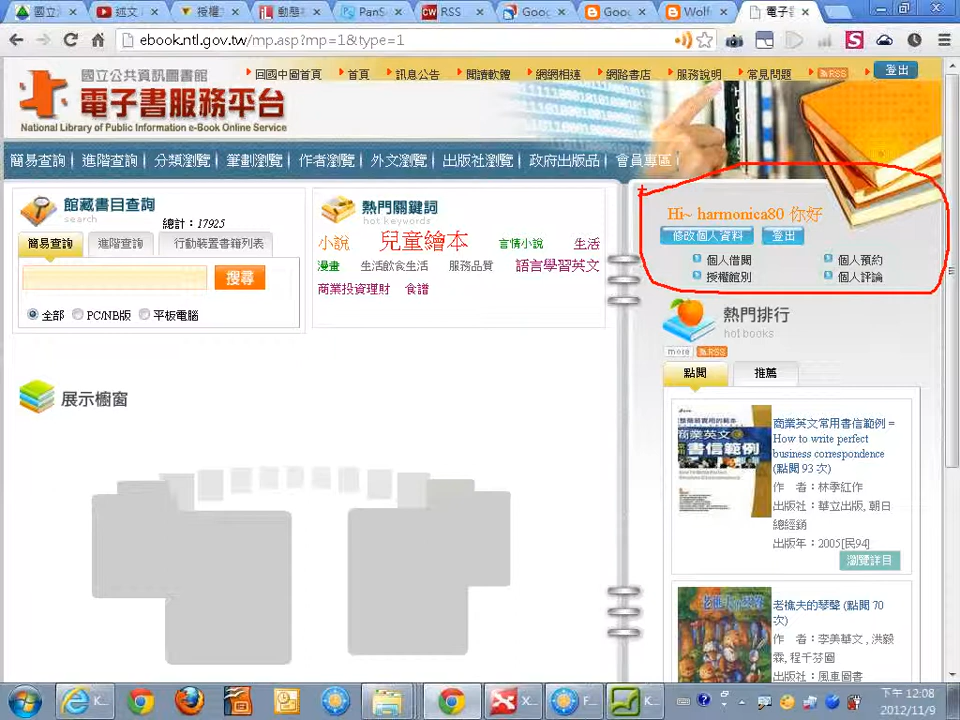 國立
述文
授權
動態
PanS
RSS
Goog
Goog
Wolf
電子
ebook.ntl.gov.tw/mp.asp?mp=1&type=1
國立公共資訊圖書館
電子書服務平台
National Library of Public Information e-Book Online Service
回國中圖首頁 首頁 訊息公告 閱讀軟體 網網相連 網路書店 服務說明 常見問題 RSS 登出
簡易查詢 進階查詢 分類瀏覽 筆劃瀏覽 作者瀏覽 外文瀏覽 出版社瀏覽 政府出版品 會員專區
館藏書目查詢
search
總計：17925
簡易查詢 進階查詢 行動裝置書籍列表
搜尋
全部 PC/NB版 平板電腦
熱門關鍵詞
hot keywords
小說 兒童繪本 言情小說 生活
漫畫 生活飲食生活 服務品質 語言學習英文
商業投資理財 食譜
Hi~ harmonica80 你好
修改個人資料 登出
個人借閱 個人預約
授權館別 個人評論
熱門排行
hot books
more RSS
點閱 推薦
商業英文
書信範例
商業英文常用書信範例 =
How to write perfect
business correspondence
(點閱 93 次)
作 者：林季紅作
出版社：華立出版, 朝日
總經銷
出版年：2005[民94]
瀏覽詳目
老樵夫的琴聲
老樵夫的琴聲 (點閱 70
次)
作 者：李美華文, 洪毅
霖, 程千芬圖
出版社：風車圖書
展示櫥窗
K...
X...
F...
K...
下午 12:08
2012/11/9